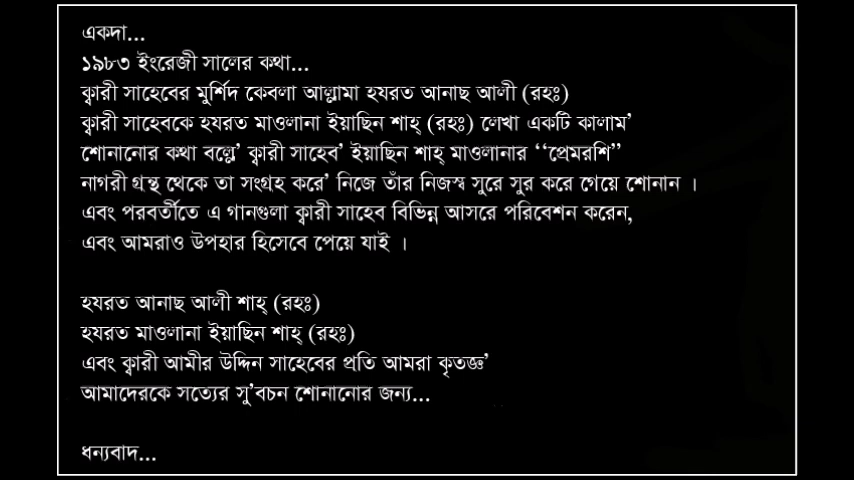 একদা...
১৯৮৩ ইংরেজী সালের কথা...
ক্বারী সাহেবের মুর্শিদ কেবলা আল্লামা হযরত আনাছ আলী (রহঃ)
ক্বারী সাহেবকে হযরত মাওলানা ইয়াছিন শাহ্ (রহঃ) লেখা একটি কালাম’
শোনানোর কথা বল্লে’ ক্বারী সাহেব’ ইয়াছিন শাহ্ মাওলানার ‘‘প্রেমরশি’’
নাগরী গ্রন্থ থেকে তা সংগ্রহ করে’ নিজে তাঁর নিজস্ব সুরে সুর করে গেয়ে শোনান ।
এবং পরবর্তীতে এ গানগুলা ক্বারী সাহেব বিভিন্ন আসরে পরিবেশন করেন,
এবং আমরাও উপহার হিসেবে পেয়ে যাই ।
হযরত আনাছ আলী শাহ্ (রহঃ)
হযরত মাওলানা ইয়াছিন শাহ্ (রহঃ)
এবং ক্বারী আমীর উদ্দিন সাহেবের প্রতি আমরা কৃতজ্ঞ’
আমাদেরকে সত্যের সু’বচন শোনানোর জন্য...
ধন্যবাদ...